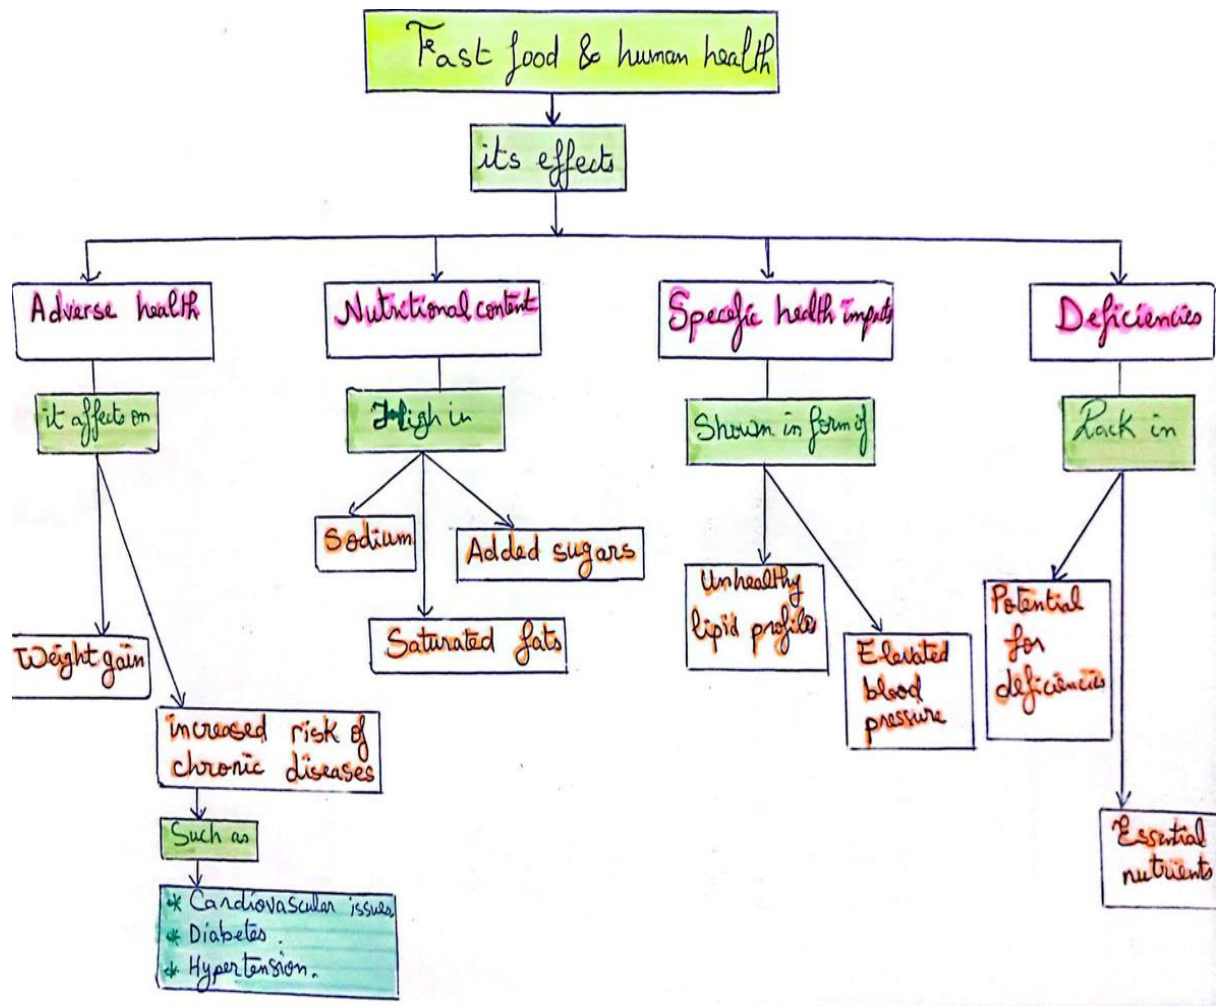 Fast food & human health
its effects
Adverse health
Nutritional content
Specefic health impats
Deficiencies
it affects on
High in
Shown in form of
Lack in
Sodium
Added sugars
Saturated fats
Unhealthy
lipid profile
Elevated
blood
pressure
Potential
for
deficiencies
Weight gain
increased risk of
chronic diseases
Essential
nutrients
Such as
* Cardiovascular issues,
* Diabetes.
* Hypertension.